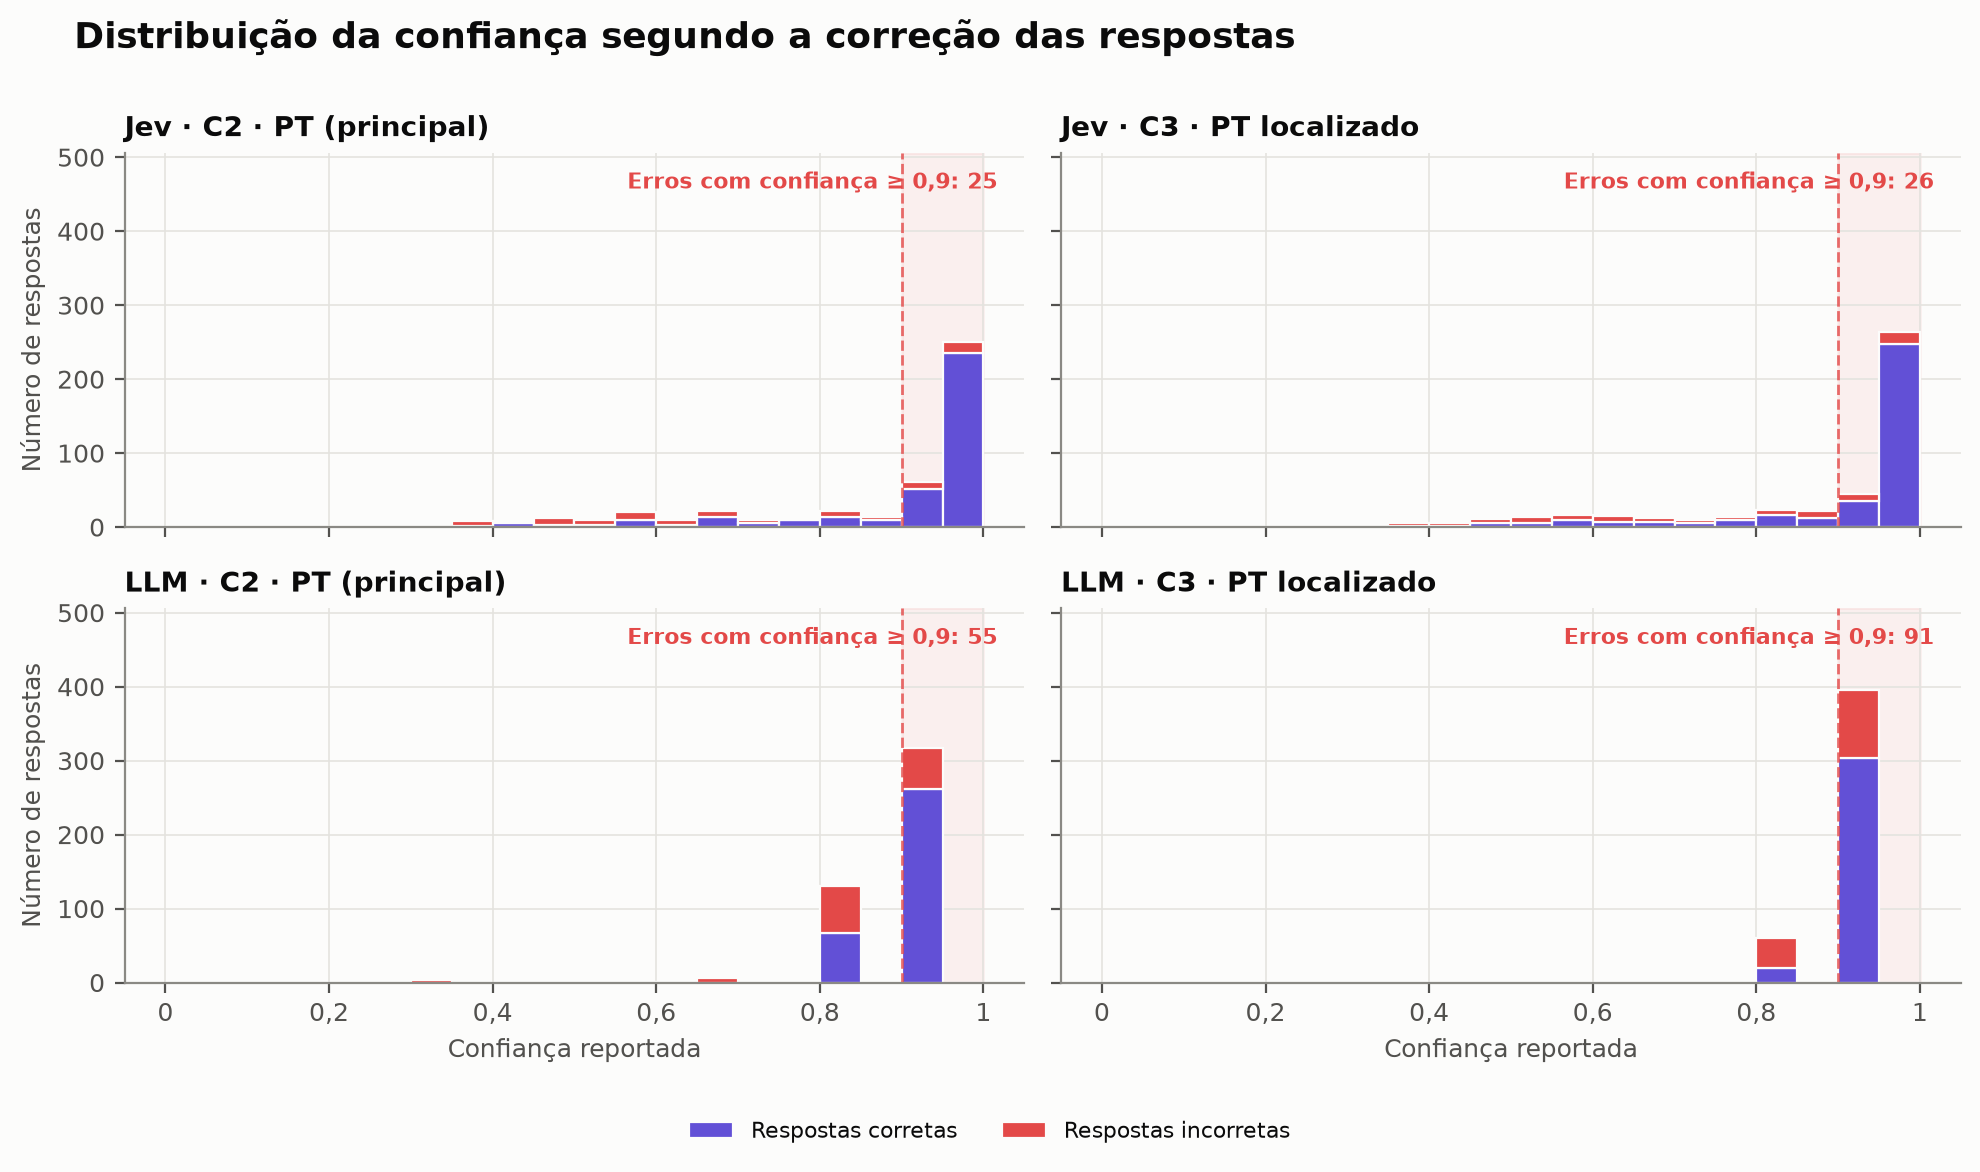 Distribuição da confiança segundo a correção das respostas
Jev · C2 · PT (principal)
Jev · C3 · PT localizado
Número de respostas
500
400
300
200
100
0
Erros com confiança ≥ 0,9: 25
Erros com confiança ≥ 0,9: 26
LLM · C2 · PT (principal)
LLM · C3 · PT localizado
Número de respostas
500
400
300
200
100
0
Erros com confiança ≥ 0,9: 55
Erros com confiança ≥ 0,9: 91
0 0,2 0,4 0,6 0,8 1
0 0,2 0,4 0,6 0,8 1
Confiança reportada
Confiança reportada
Respostas corretas
Respostas incorretas